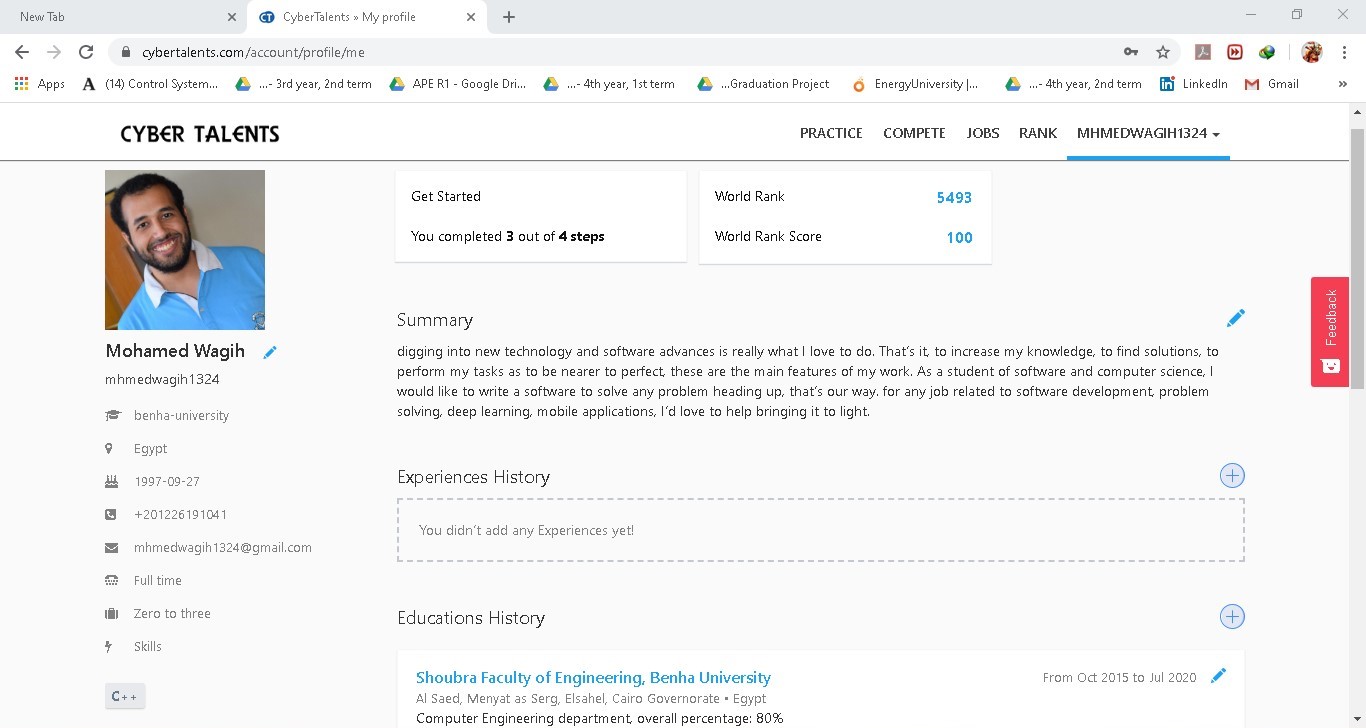 New Tab
CyberTalents » My profile
cybertalents.com/account/profile/me
Apps
(14) Control System...
...- 3rd year, 2nd term
APE R1 - Google Dri...
...- 4th year, 1st term
...Graduation Project
EnergyUniversity |...
...- 4th year, 2nd term
LinkedIn
Gmail
CYBER TALENTS
PRACTICE
COMPETE
JOBS
RANK
MHMEDWAGIH1324
Mohamed Wagih
mhmedwagih1324
benha-university
Egypt
1997-09-27
+201226191041
mhmedwagih1324@gmail.com
Full time
Zero to three
Skills
C++
Get Started
You completed 3 out of 4 steps
World Rank 5493
World Rank Score 100
Summary
digging into new technology and software advances is really what I love to do. That's it, to increase my knowledge, to find solutions, to
perform my tasks as to be nearer to perfect, these are the main features of my work. As a student of software and computer science, I
would like to write a software to solve any problem heading up, that's our way. for any job related to software development, problem
solving, deep learning, mobile applications, I'd love to help bringing it to light.
Experiences History
You didn't add any Experiences yet!
Educations History
Shoubra Faculty of Engineering, Benha University
From Oct 2015 to Jul 2020
Al Saed, Menyat as Serg, Elsahel, Cairo Governorate • Egypt
Computer Engineering department, overall percentage: 80%
Feedback